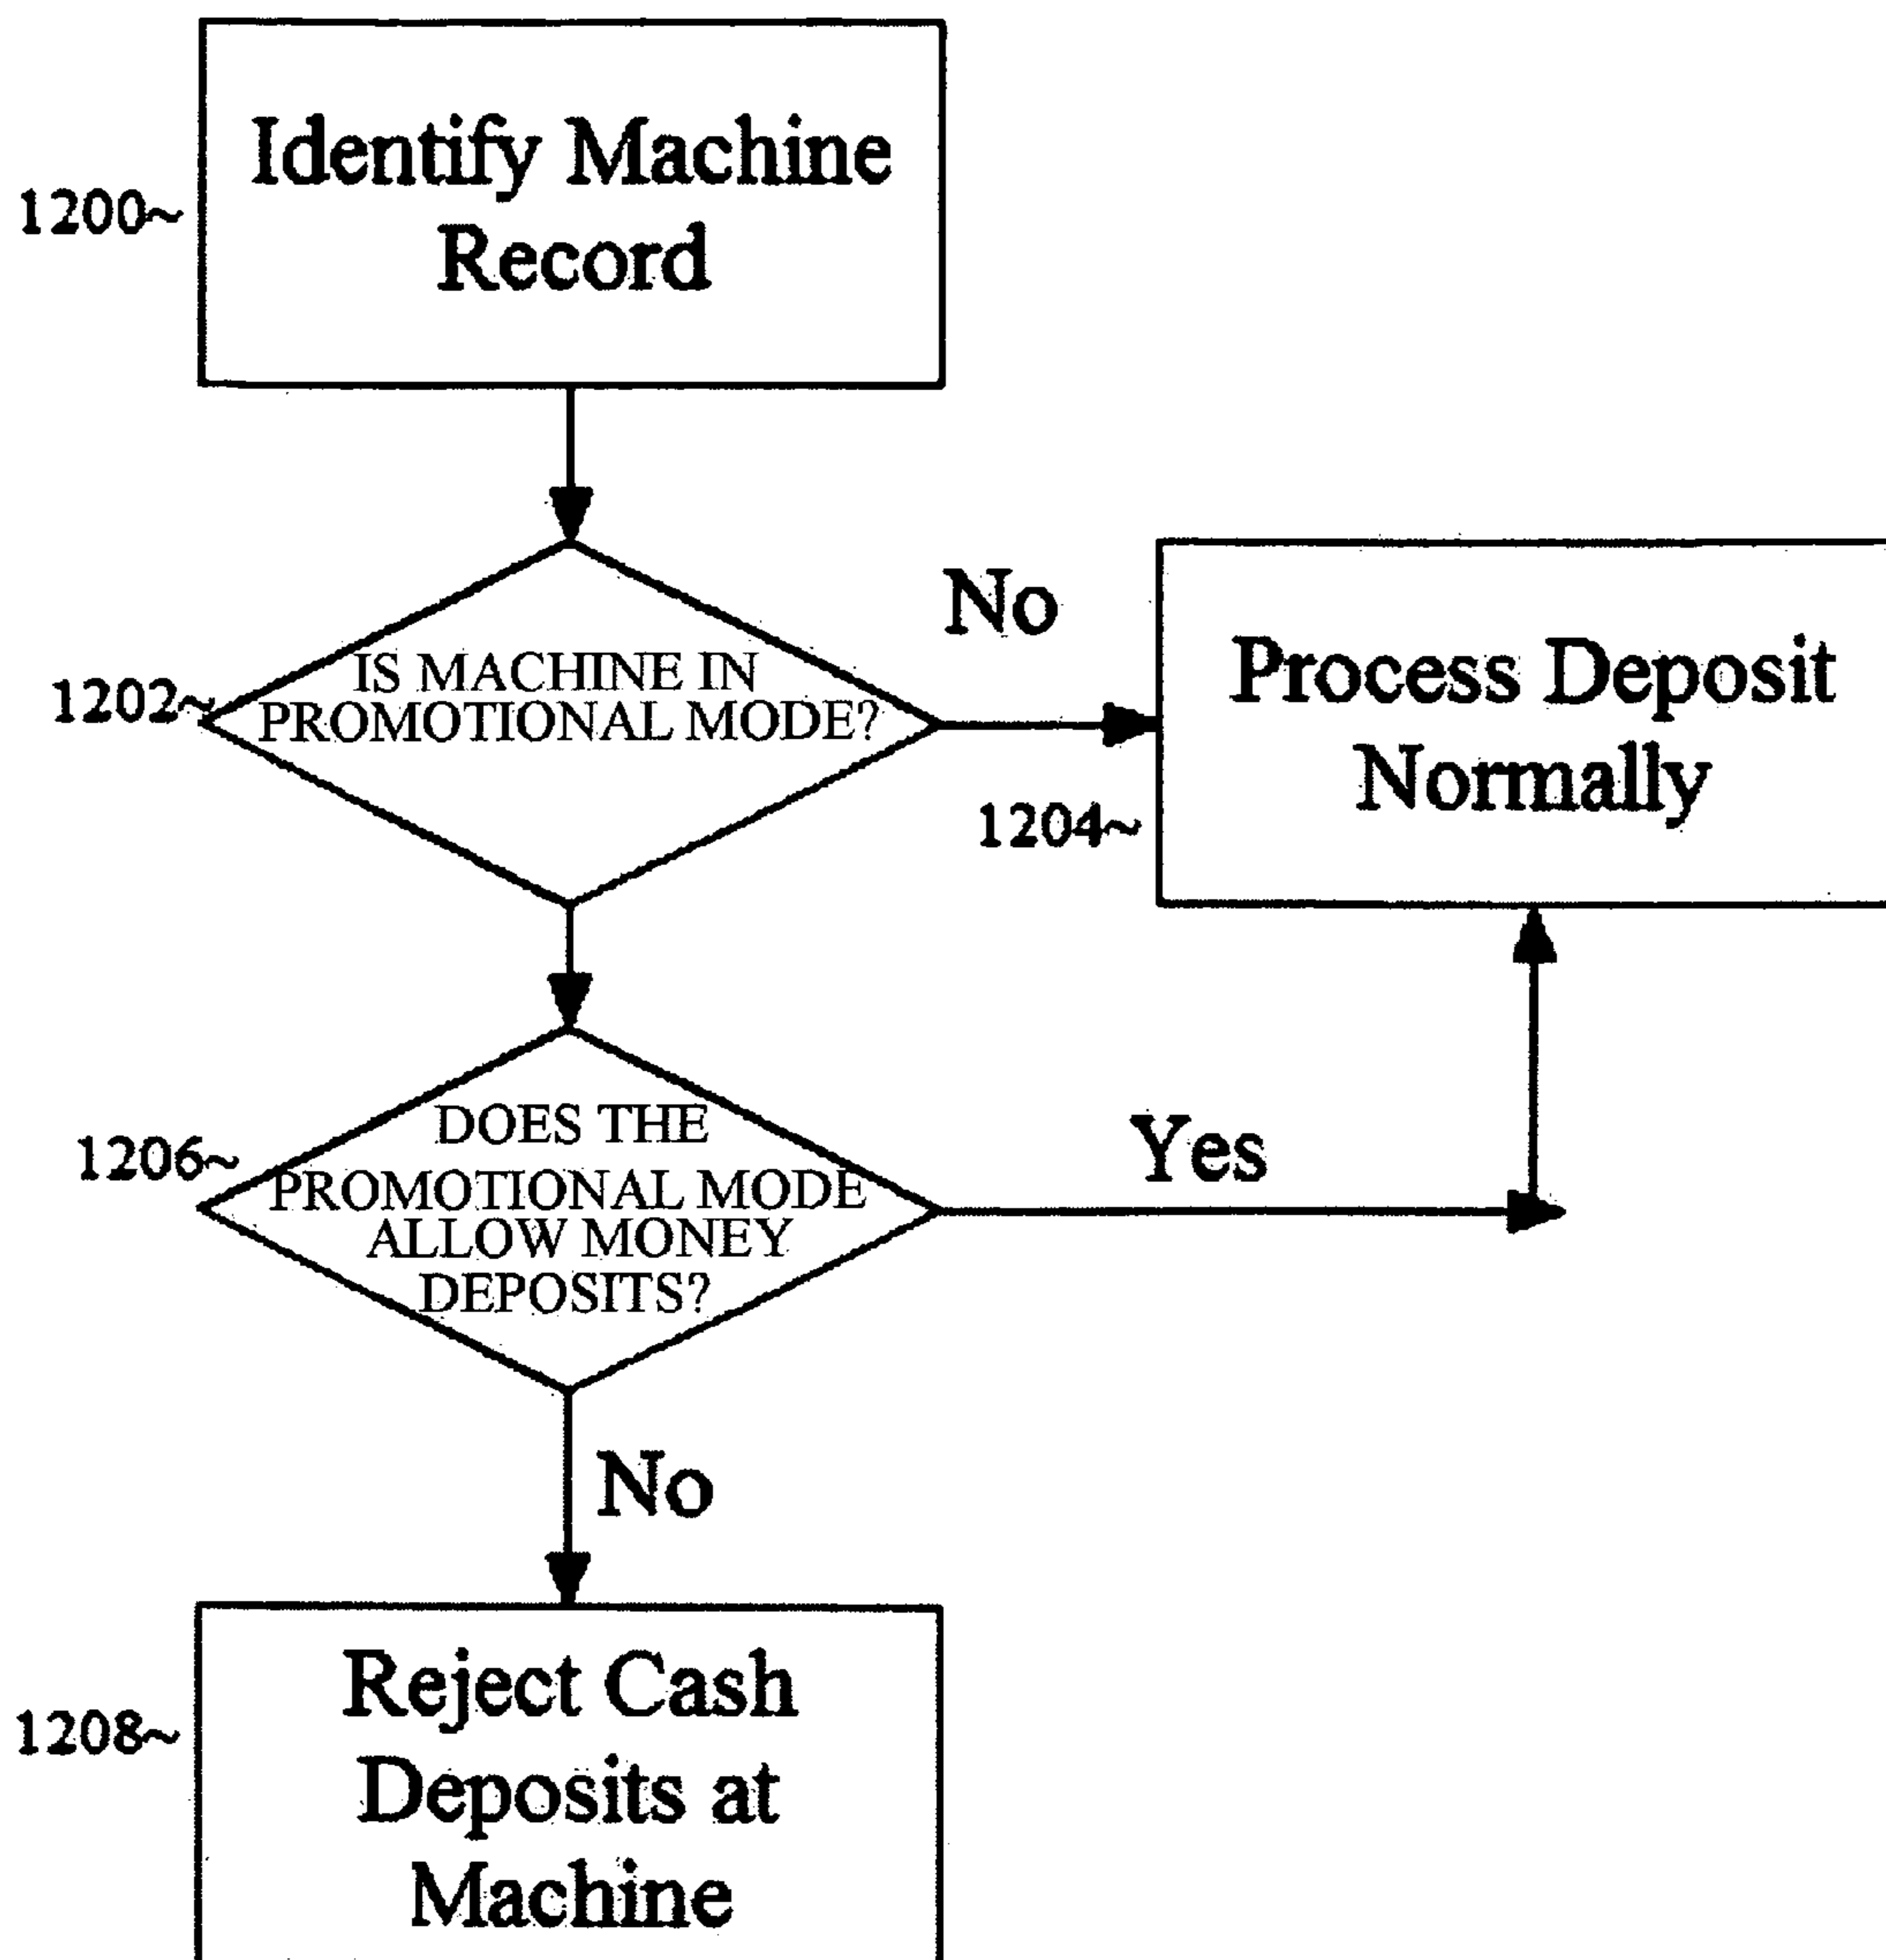 Identify Machine
Record
1200~
IS MACHINE IN
PROMOTIONAL MODE?
1202~
No
Process Deposit
Normally
1204~
DOES THE
PROMOTIONAL MODE
ALLOW MONEY
DEPOSITS?
1206~
Yes
No
Reject Cash
Deposits at
Machine
1208~